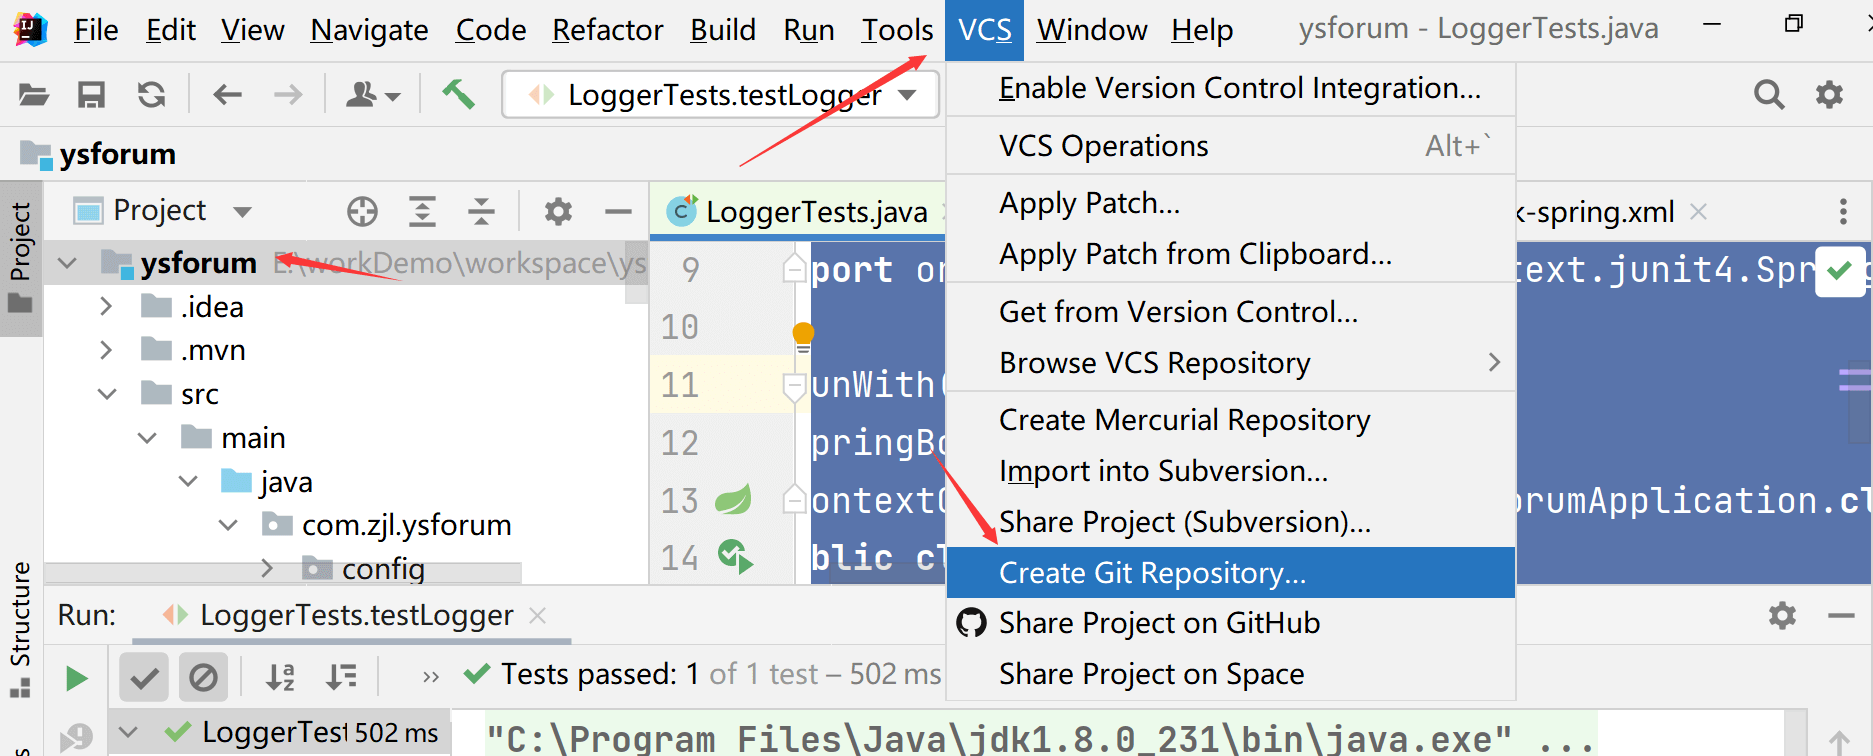 File Edit View Navigate Code Refactor Build Run Tools VCS Window Help ysforum - LoggerTests.java
LoggerTests.testLogger
ysforum
Project
Project
LoggerTests.java
k-spring.xml
ysforum E:\workDemo\workspace\ys
.idea
.mvn
src
main
java
com.zjl.ysforum
config
9 port or
text.junit4.Spring
10
11 unWith(
12 pringBo
13 ontextC
orumApplication.cl
14 blic cl
Enable Version Control Integration...
VCS Operations Alt+`
Apply Patch...
Apply Patch from Clipboard...
Get from Version Control...
Browse VCS Repository
Create Mercurial Repository
Import into Subversion...
Share Project (Subversion)...
Create Git Repository...
Share Project on GitHub
Share Project on Space
Structure
Run: LoggerTests.testLogger
Tests passed: 1 of 1 test – 502 ms
LoggerTest 502 ms
"C:\Program Files\Java\jdk1.8.0_231\bin\java.exe" ...